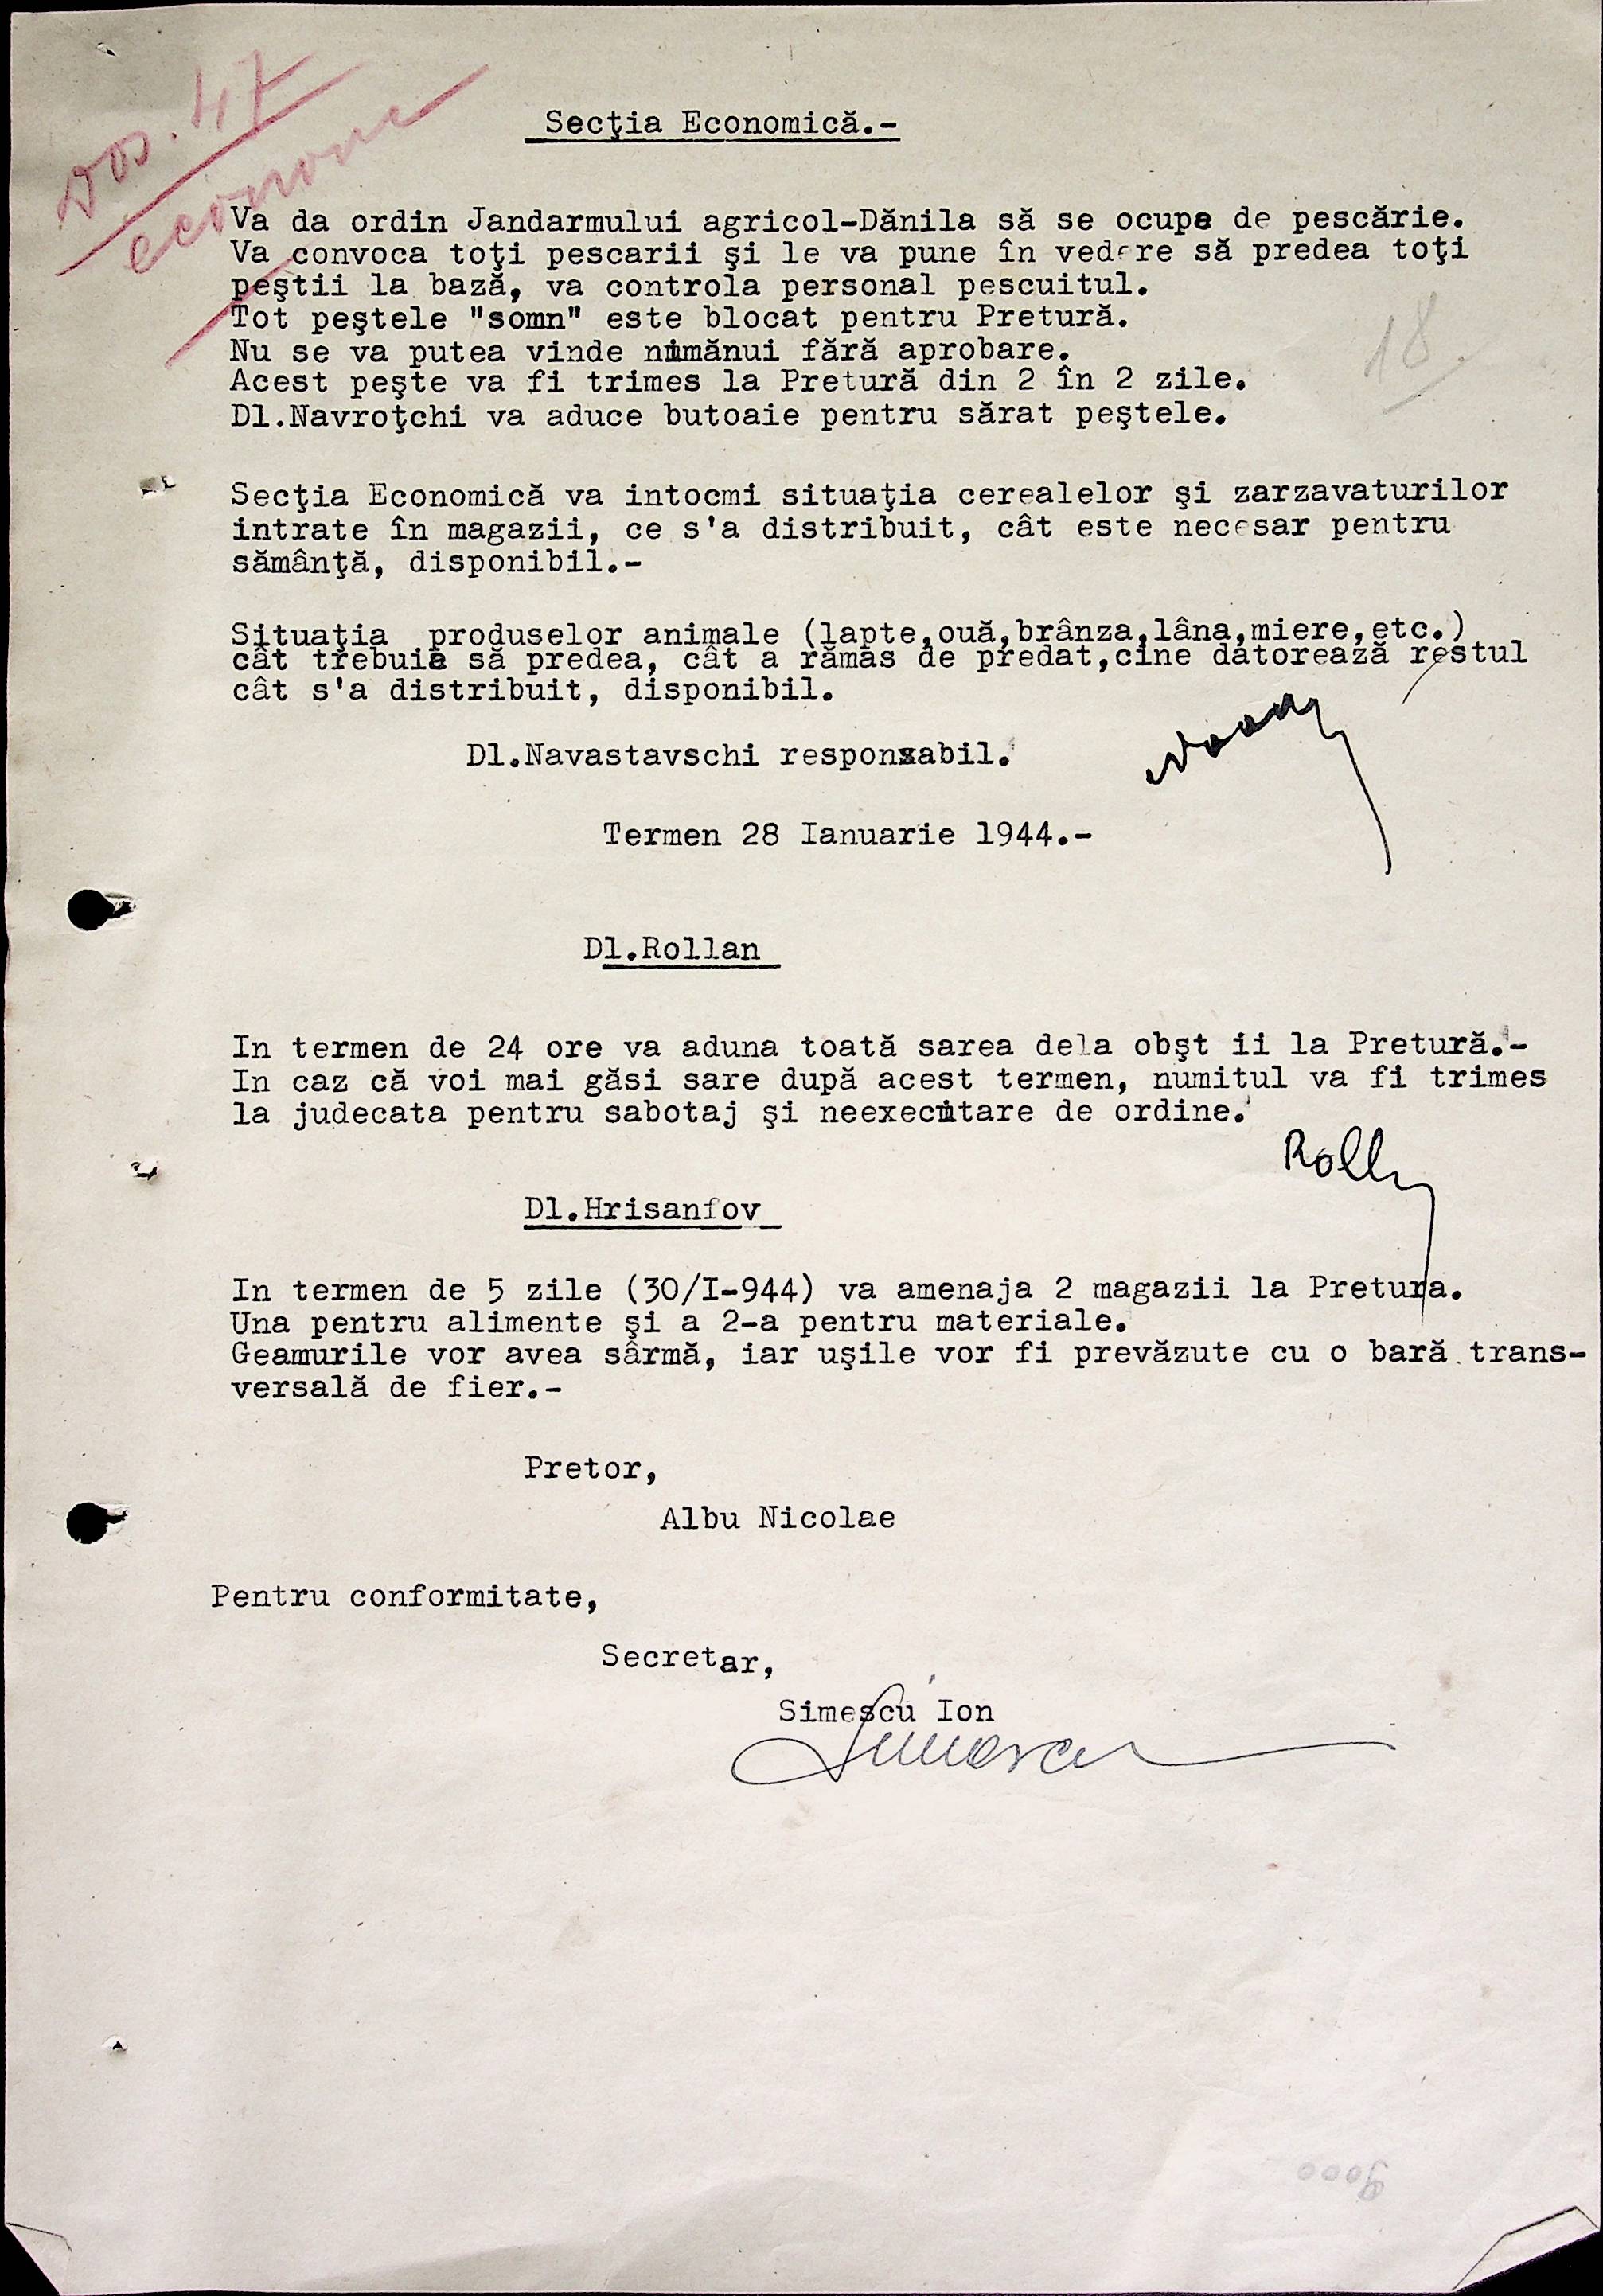 Dos. 47
econome
Secţia Economică.-
18
Va da ordin Jandarmului agricol-Dănila să se ocupe de pescărie.
Va convoca toţi pescarii şi le va pune în vedere să predea toţi
peştii la bază, va controla personal pescuitul.
Tot peştele "somn" este blocat pentru Pretură.
Nu se va putea vinde nimănui fără aprobare.
Acest peşte va fi trimes la Pretură din 2 în 2 zile.
Dl.Navroţchi va aduce butoaie pentru sărat peştele.
Secţia Economică va intocmi situaţia cerealelor şi zarzavaturilor
intrate în magazii, ce s'a distribuit, cât este necesar pentru
sămânţă, disponibil.-
Situaţia produselor animale (lapte,ouă,brânza,lâna,miere,etc.)
cât trebuia să predea, cât a rămas de predat,cine datorează restul
cât s'a distribuit, disponibil.
Dl.Navastavschi responsabil.
Termen 28 Ianuarie 1944.-
Dl.Rollan
In termen de 24 ore va aduna toată sarea dela obşt ii la Pretură.-
In caz că voi mai găsi sare după acest termen, numitul va fi trimes
la judecata pentru sabotaj şi neexecutare de ordine.
Dl.Hrisanfov
In termen de 5 zile (30/I-944) va amenaja 2 magazii la Pretura.
Una pentru alimente şi a 2-a pentru materiale.
Geamurile vor avea sârmă, iar uşile vor fi prevăzute cu o bară trans-
versală de fier.-
Pretor,
Albu Nicolae
Pentru conformitate,
Secretar,
Simescu Ion
Simescu